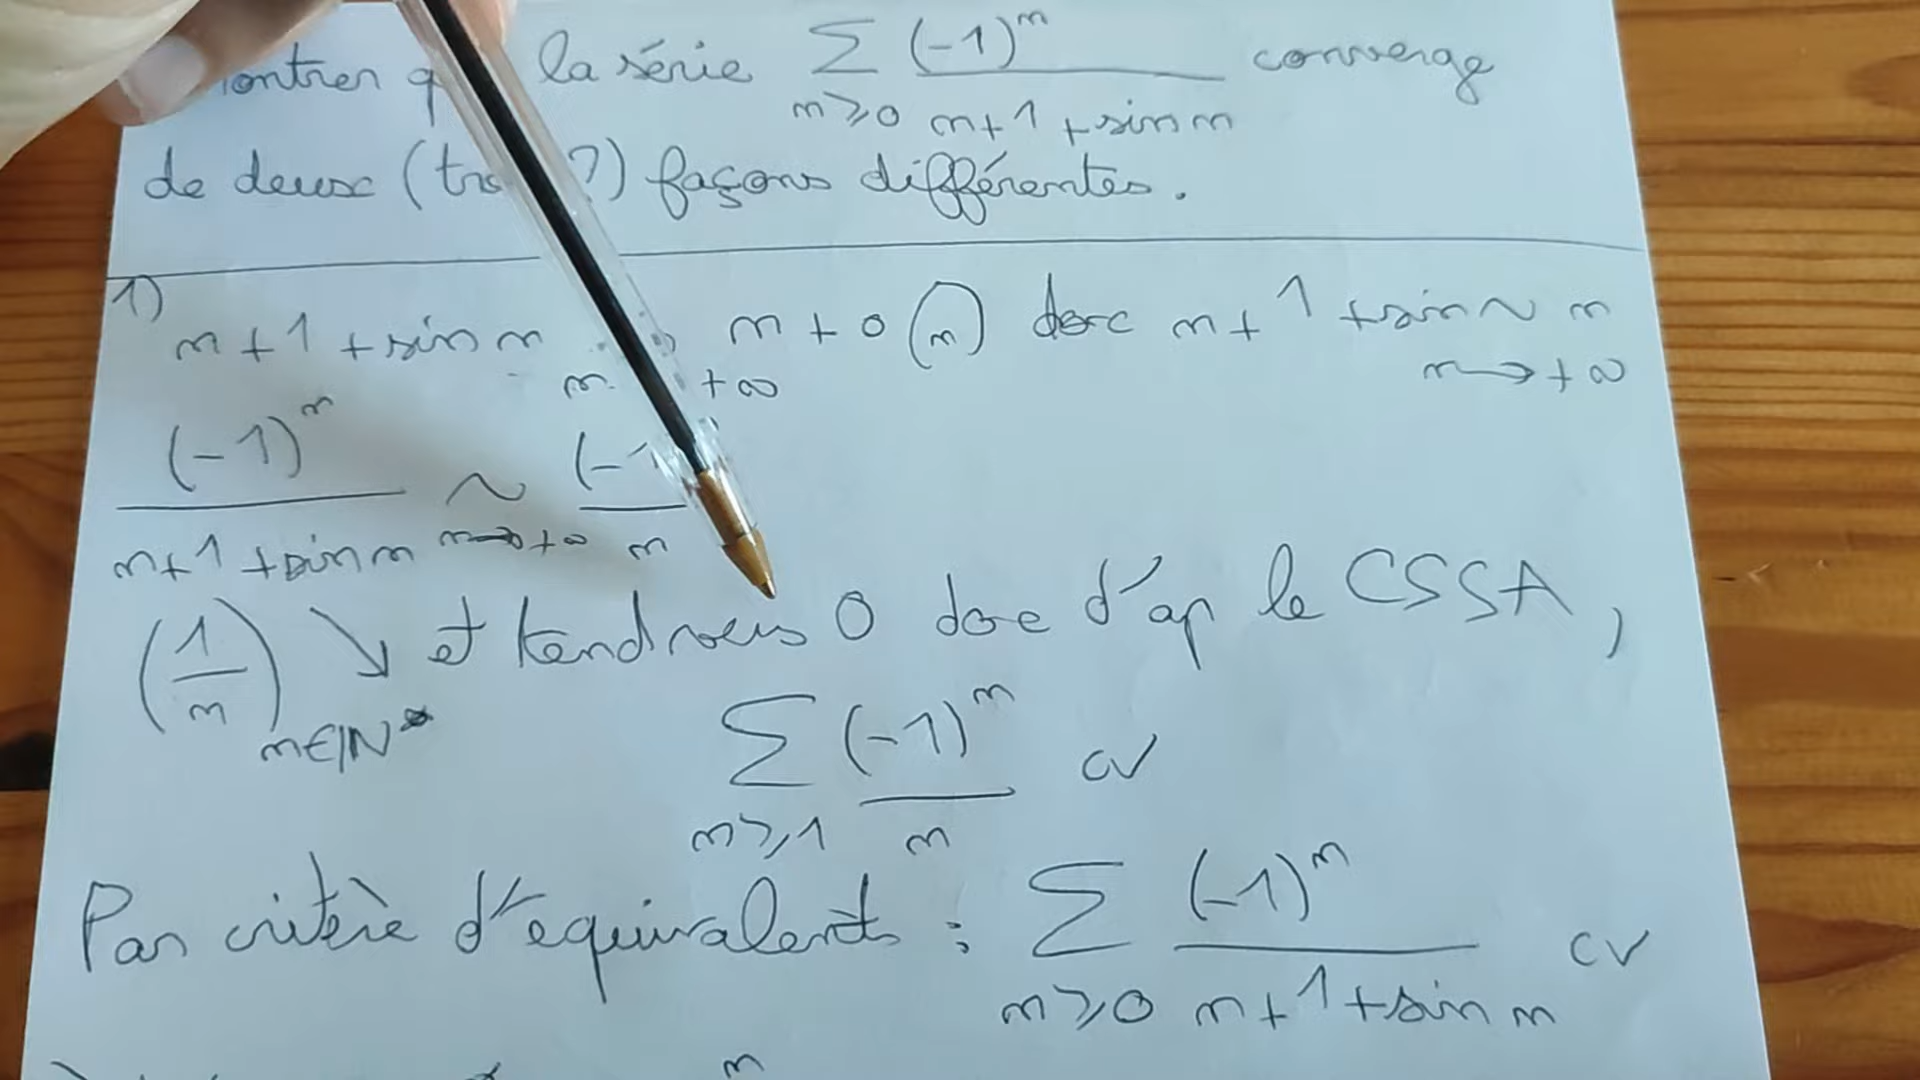 la série Σ (-1)^n / (n+1+sin n) converge
n≥0
de deux ( ?) façons différentes.
1)
n+1+sin n = n+o(n) donc n+1+sin ~ n
+∞ n→+∞
(-1)^n / (n+1+sin n) ~ (-1 / n
n→+∞
(1/n) ↘ et tend vers 0 donc d'ap le CSSA,
n∈ℕ*
Σ (-1)^n / n cv
n≥1
Par critère d'équivalents : Σ (-1)^n / (n+1+sin n) cv
n≥0